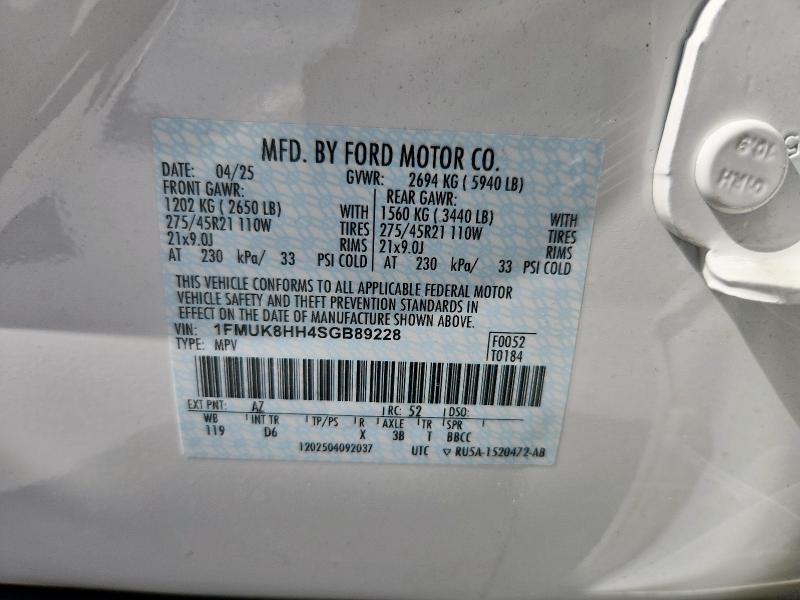 MFD. BY FORD MOTOR CO.
DATE: 04/25 GVWR: 2694 KG ( 5940 LB)
FRONT GAWR: REAR GAWR:
1202 KG ( 2650 LB) WITH 1560 KG ( 3440 LB) WITH
275/45R21 110W TIRES 275/45R21 110W TIRES
21x9.0J RIMS 21x9.0J RIMS
AT 230 kPa/ 33 PSI COLD AT 230 kPa/ 33 PSI COLD
THIS VEHICLE CONFORMS TO ALL APPLICABLE FEDERAL MOTOR
VEHICLE SAFETY AND THEFT PREVENTION STANDARDS IN
EFFECT ON THE DATE OF MANUFACTURE SHOWN ABOVE.
VIN: 1FMUK8HH4SGB89228 F0052
TYPE: MPV T0184
EXT PNT: AZ RC: 52 DSO:
WB INT TR TP/PS R AXLE TR SPR
119 D6 X 3B T BBCC
1202504092037 UTC ▽ RU5A-1520472-AB
10.9